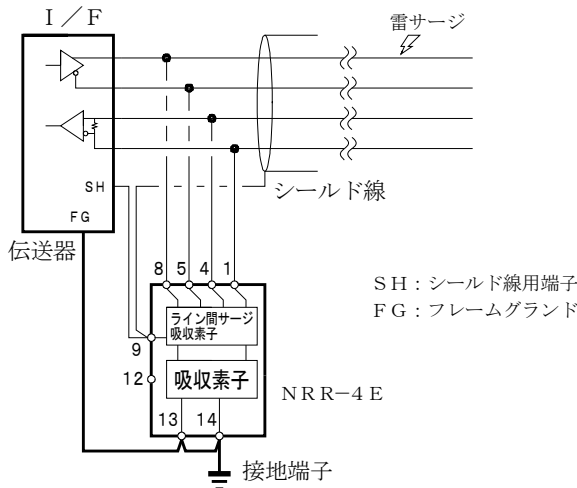 I／F
雷サージ
SH
シールド線
FG
伝送器
8 5 4 1
SH：シールド線用端子
FG：フレームグランド
ライン間サージ
吸収素子
9
12
吸収素子
NRR−4E
13 14
接地端子